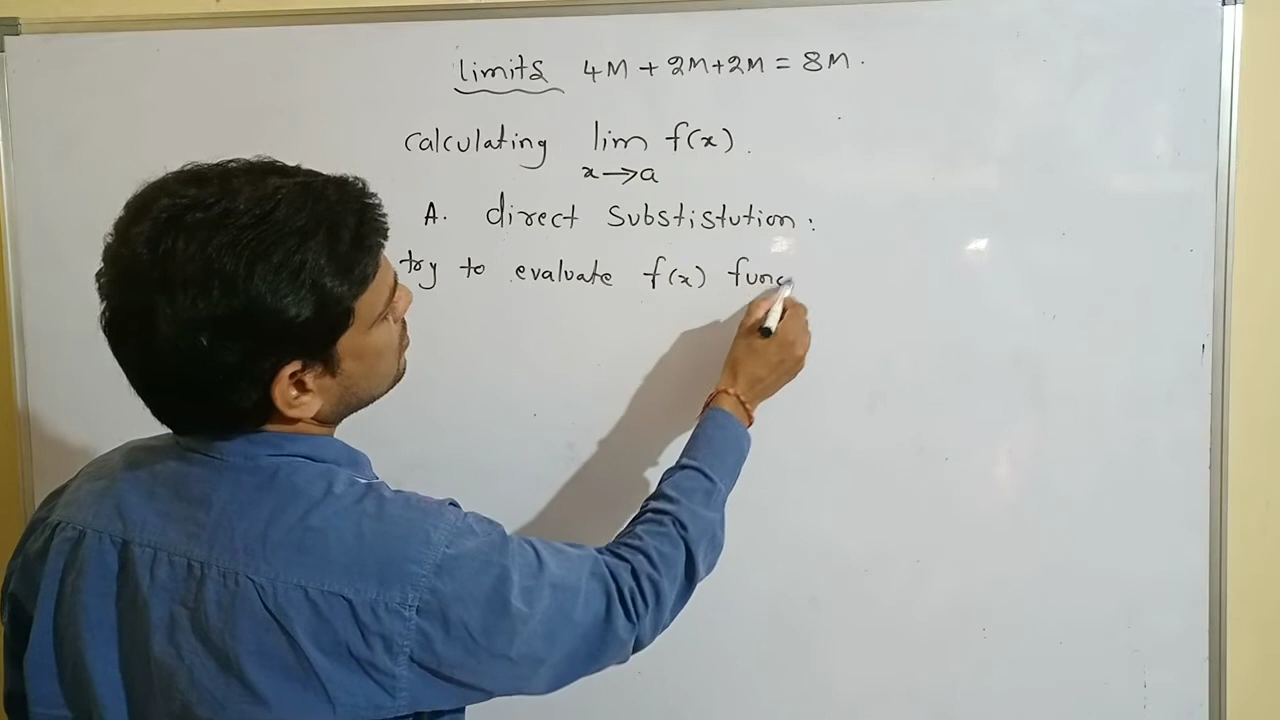 Limits 4M + 2M+2M = 8M.
Calculating lim f(x).
x→a
A. direct Substistution:
try to evaluate f(x) func